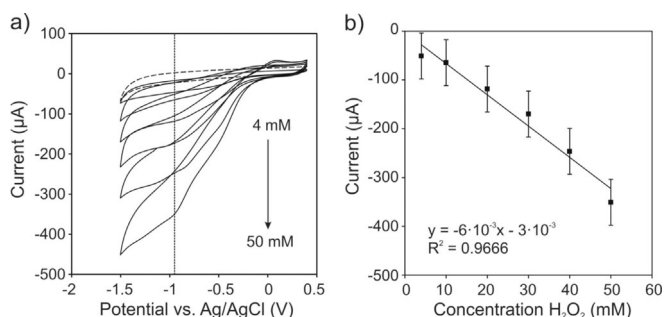 a)
100
0
-100
-200
-300
-400
-500
Current (µA)
4 mM
50 mM
-2
-1.5
-1
-0.5
0
0.5
Potential vs. Ag/AgCl (V)
b)
0
-100
-200
-300
-400
-500
Current (µA)
y = -6·10⁻³x - 3·10⁻³
R² = 0.9666
0
10
20
30
40
50
60
Concentration H₂O₂ (mM)